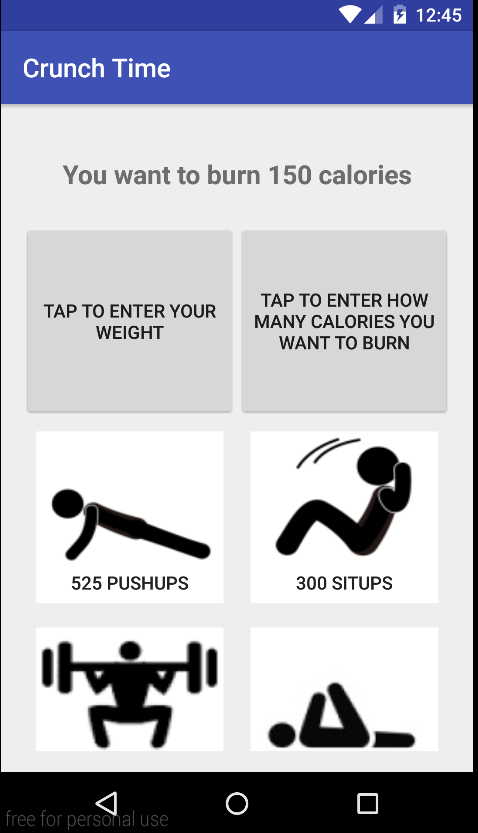 12:45
Crunch Time
You want to burn 150 calories
TAP TO ENTER YOUR
WEIGHT
TAP TO ENTER HOW
MANY CALORIES YOU
WANT TO BURN
525 PUSHUPS
300 SITUPS
free for personal use